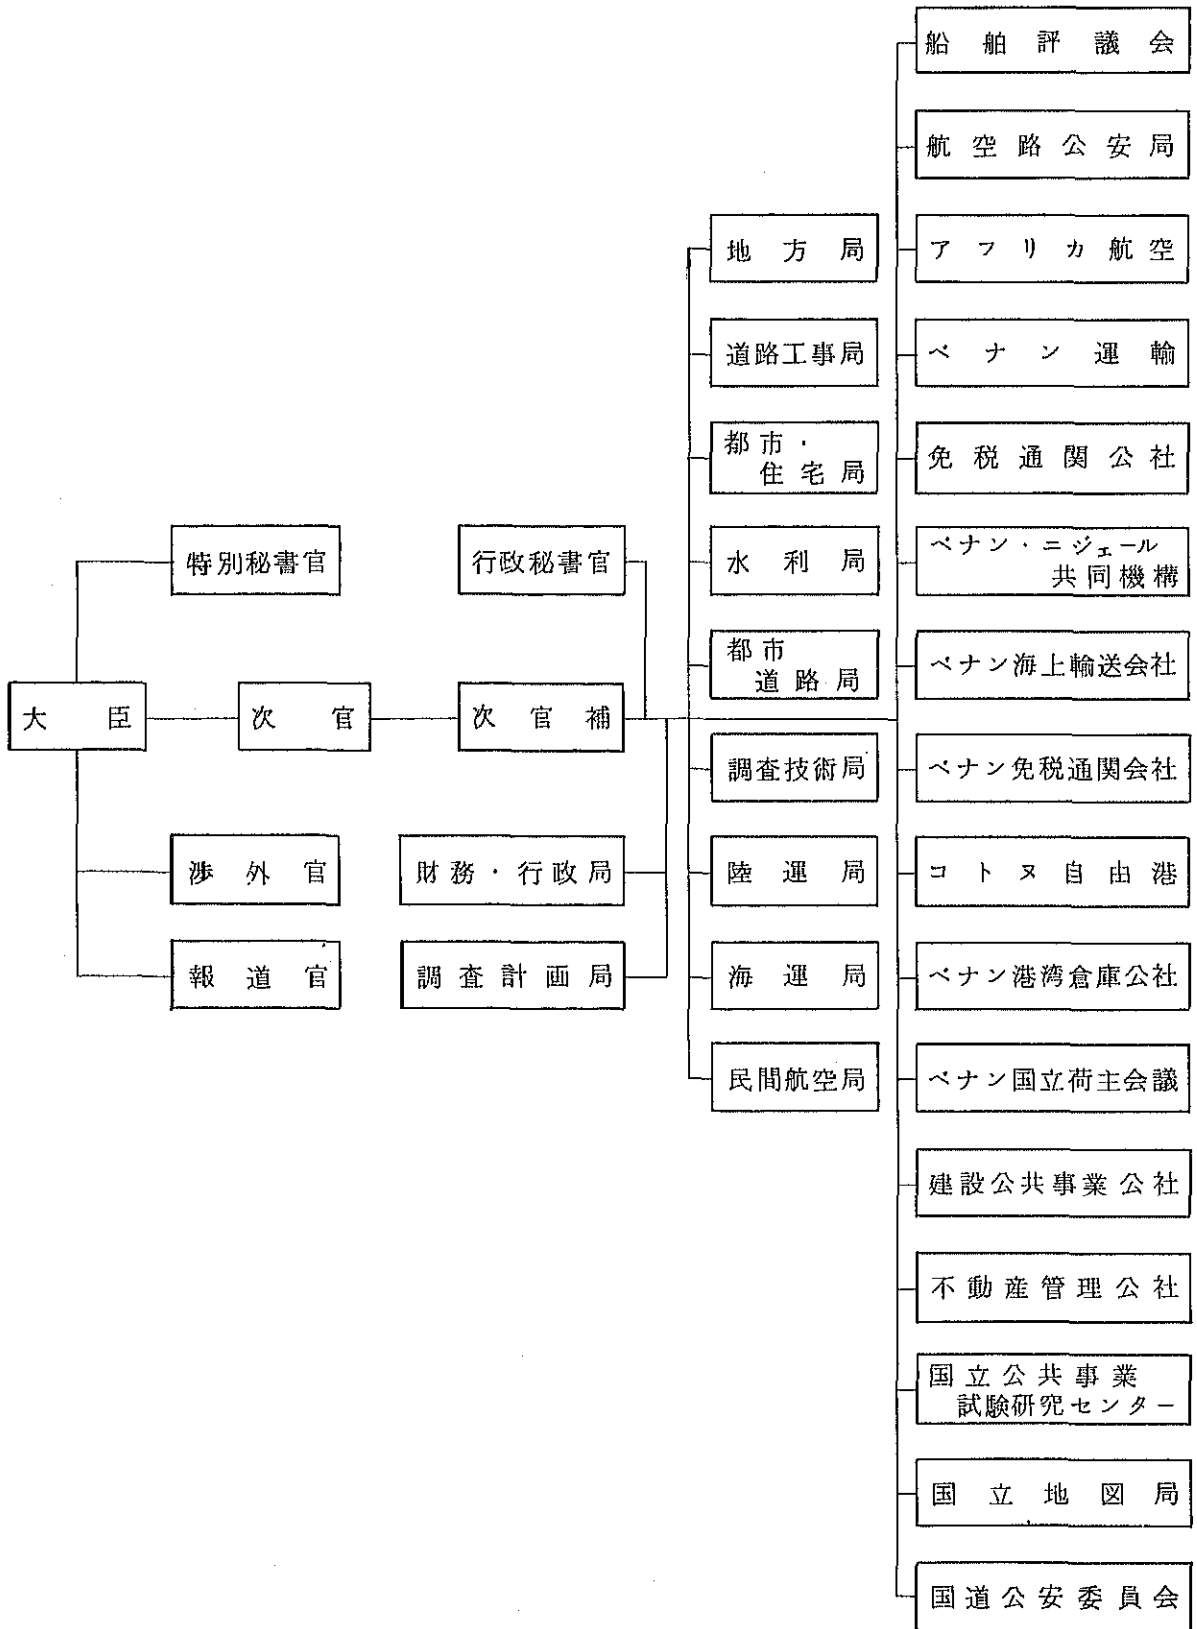 大臣
特別秘書官
渉外官
報道官
次官
行政秘書官
次官補
財務・行政局
調査計画局
地方局
道路工事局
都市・
住宅局
水利局
都市
道路局
調査技術局
陸運局
海運局
民間航空局
船舶評議会
航空路公安局
アフリカ航空
ベナン運輸
免税通関公社
ベナン・ニジェール
共同機構
ベナン海上輸送会社
ベナン免税通関会社
コトヌ自由港
ベナン港湾倉庫公社
ベナン国立荷主会議
建設公共事業公社
不動産管理公社
国立公共事業
試験研究センター
国立地図局
国道公安委員会